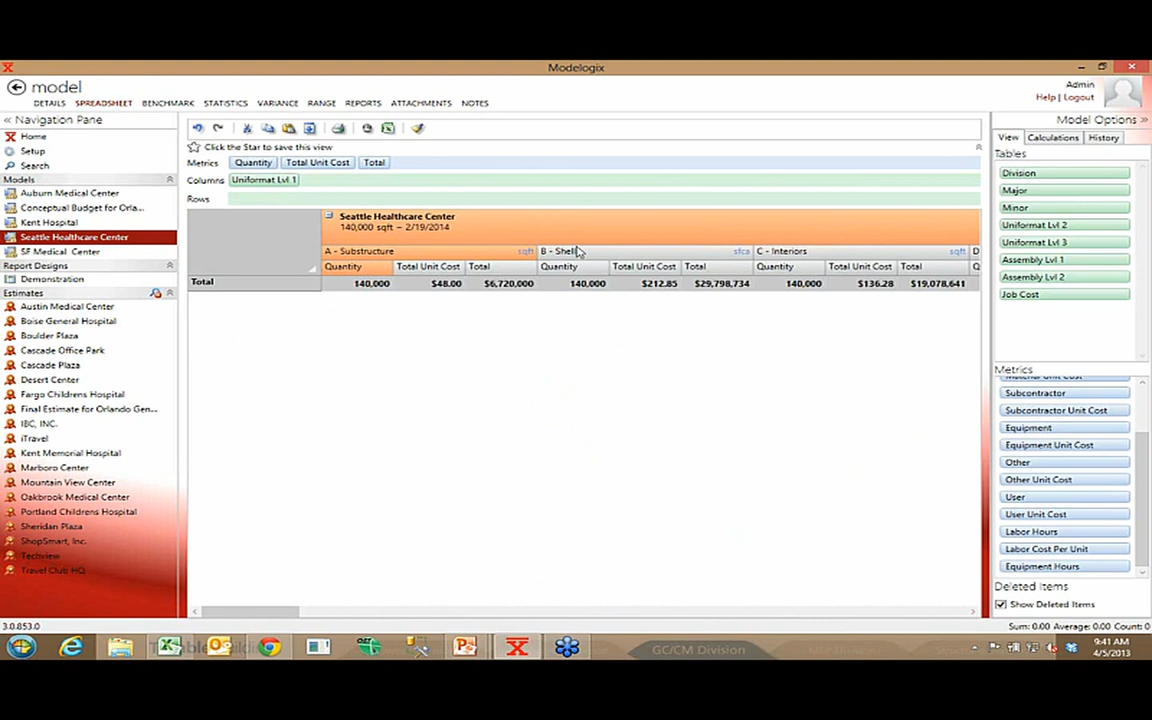 Modelogix
model
Admin
Help | Logout
DETAILS SPREADSHEET BENCHMARK STATISTICS VARIANCE RANGE REPORTS ATTACHMENTS NOTES
« Navigation Pane
Home
Setup
Search
Models
Auburn Medical Center
Conceptual Budget for Orla...
Kent Hospital
Seattle Healthcare Center
SF Medical Center
Report Designs
Demonstration
Estimates
Austin Medical Center
Boise General Hospital
Boulder Plaza
Cascade Office Park
Cascade Plaza
Desert Center
Fargo Childrens Hospital
Final Estimate for Orlando Gen...
IBC, INC.
iTravel
Kent Memorial Hospital
Marboro Center
Mountain View Center
Oakbrook Medical Center
Portland Childrens Hospital
Sheridan Plaza
ShopSmart, Inc.
Techview
Travel Club HQ
Click the Star to save this view
Metrics Quantity Total Unit Cost Total
Columns Uniformat Lvl 1
Rows
Seattle Healthcare Center
140,000 sqft – 2/19/2014
A - Substructure sqft B - Shell sfca C - Interiors sqft D
Quantity Total Unit Cost Total Quantity Total Unit Cost Total Quantity Total Unit Cost Total Q
Total 140,000 $48.00 $6,720,000 140,000 $212.85 $29,798,734 140,000 $136.28 $19,078,641
Model Options »
View Calculations History
Tables
Division
Major
Minor
Uniformat Lvl 2
Uniformat Lvl 3
Assembly Lvl 1
Assembly Lvl 2
Job Cost
Metrics
Material Unit Cost
Subcontractor
Subcontractor Unit Cost
Equipment
Equipment Unit Cost
Other
Other Unit Cost
User
User Unit Cost
Labor Hours
Labor Cost Per Unit
Equipment Hours
Deleted Items
Show Deleted Items
3.0.853.0
Sum: 0.00 Average: 0.00 Count: 0
GC/CM Division
9:41 AM
4/5/2013